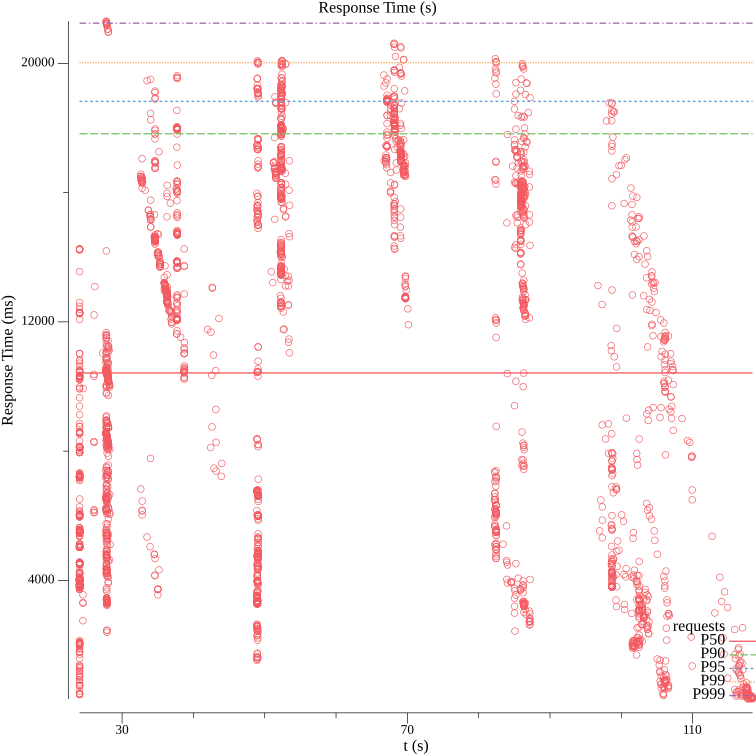 Response Time (s)
20000
12000
4000
Response Time (ms)
requests
P50
P90
P95
P99
P999
30
70
110
t (s)